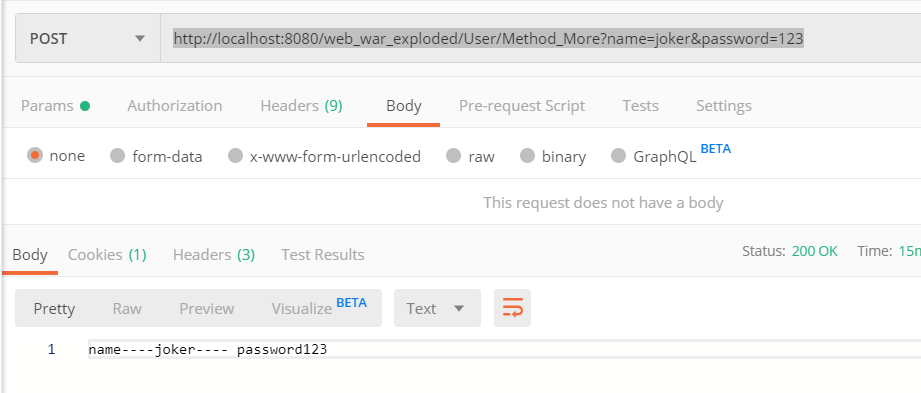 POST http://localhost:8080/web_war_exploded/User/Method_More?name=joker&password=123
Params Authorization Headers (9) Body Pre-request Script Tests Settings
none form-data x-www-form-urlencoded raw binary GraphQL BETA
This request does not have a body
Body Cookies (1) Headers (3) Test Results Status: 200 OK Time: 15m
Pretty Raw Preview Visualize BETA Text
1 name----joker---- password123